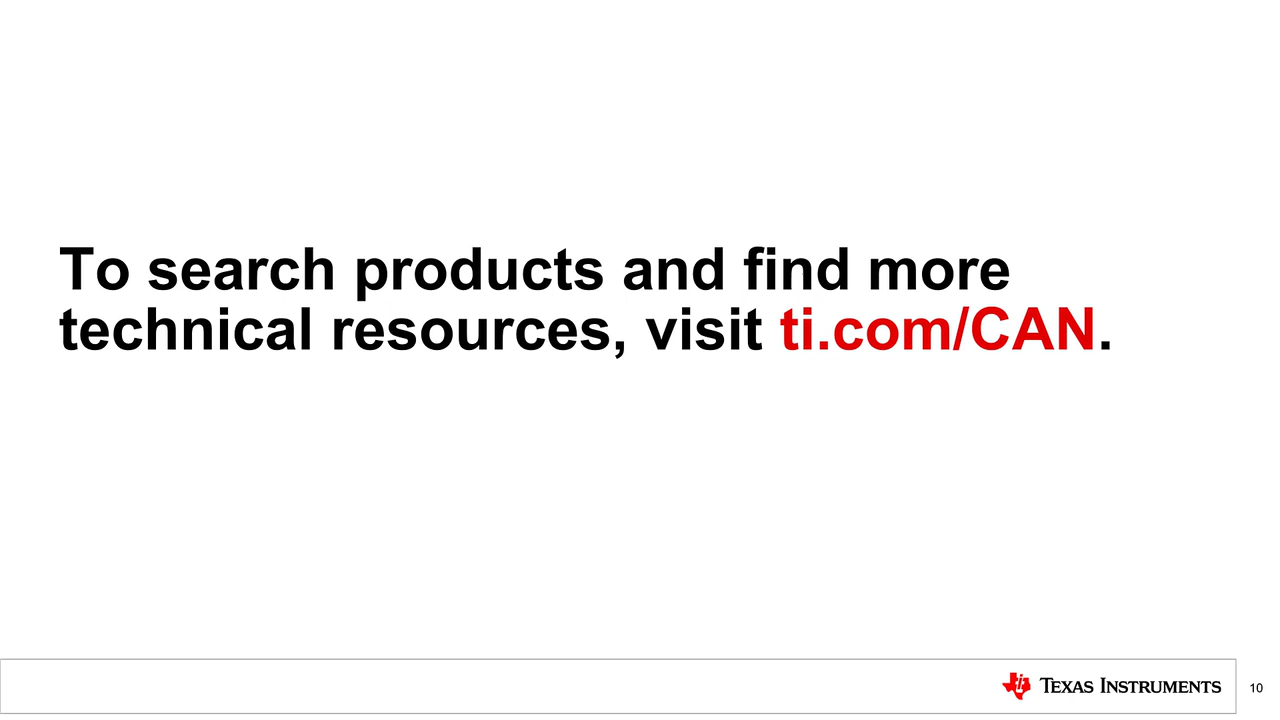 To search products and find more
technical resources, visit ti.com/CAN.
TEXAS INSTRUMENTS
10